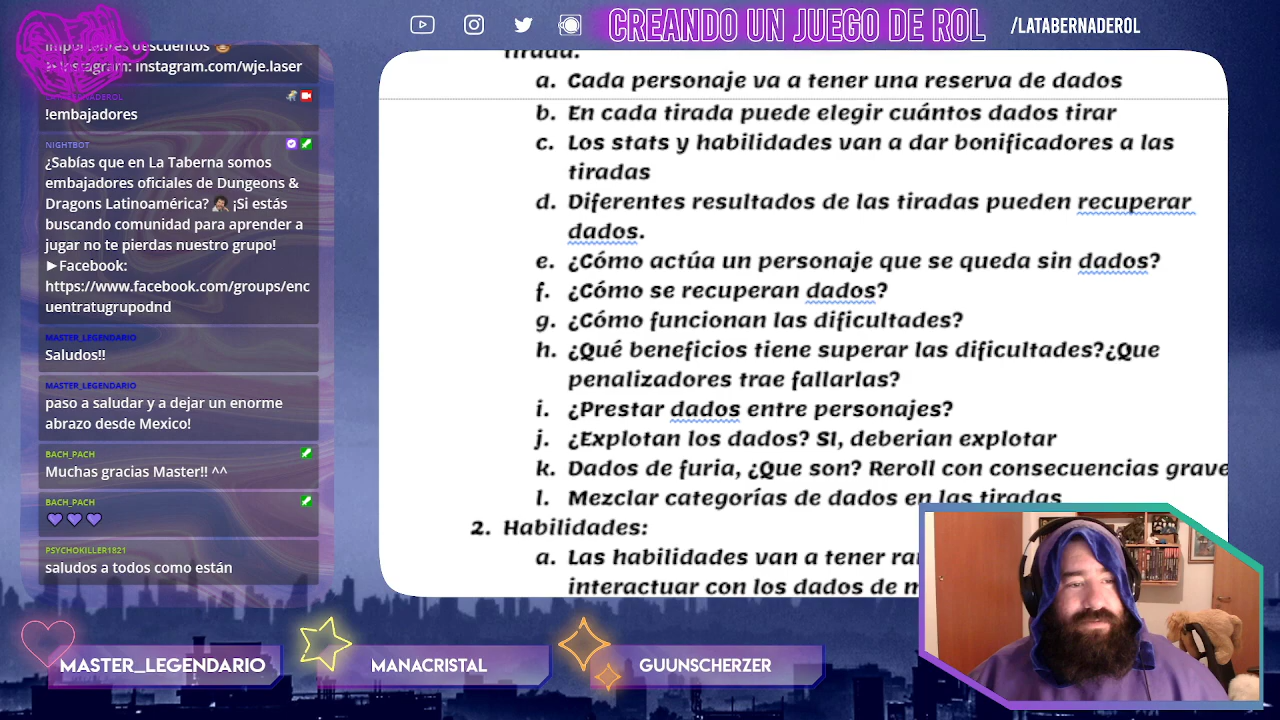 CREANDO UN JUEGO DE ROL
/LATABERNADEROL
importantes descuentos
Instagram: instagram.com/wje.laser
!embajadores
NIGHTBOT
¿Sabías que en La Taberna somos
embajadores oficiales de Dungeons &
Dragons Latinoamérica? ¡Si estás
buscando comunidad para aprender a
jugar no te pierdas nuestro grupo!
►Facebook:
https://www.facebook.com/groups/enc
uentratugrupodnd
MASTER_LEGENDARIO
Saludos!!
MASTER_LEGENDARIO
paso a saludar y a dejar un enorme
abrazo desde Mexico!
BACH_PACH
Muchas gracias Master!! ^^
BACH_PACH
PSYCHOKILLER1821
saludos a todos como están
tirada:
a. Cada personaje va a tener una reserva de dados
b. En cada tirada puede elegir cuántos dados tirar
c. Los stats y habilidades van a dar bonificadores a las
tiradas
d. Diferentes resultados de las tiradas pueden recuperar
dados.
e. ¿Cómo actúa un personaje que se queda sin dados?
f. ¿Cómo se recuperan dados?
g. ¿Cómo funcionan las dificultades?
h. ¿Qué beneficios tiene superar las dificultades?¿Que
penalizadores trae fallarlas?
i. ¿Prestar dados entre personajes?
j. ¿Explotan los dados? SI, deberian explotar
k. Dados de furia, ¿Que son? Reroll con consecuencias grave
l. Mezclar categorías de dados en las tiradas
2. Habilidades:
a. Las habilidades van a tener
interactuar con los dados de
MASTER_LEGENDARIO
MANACRISTAL
GUUNSCHERZER